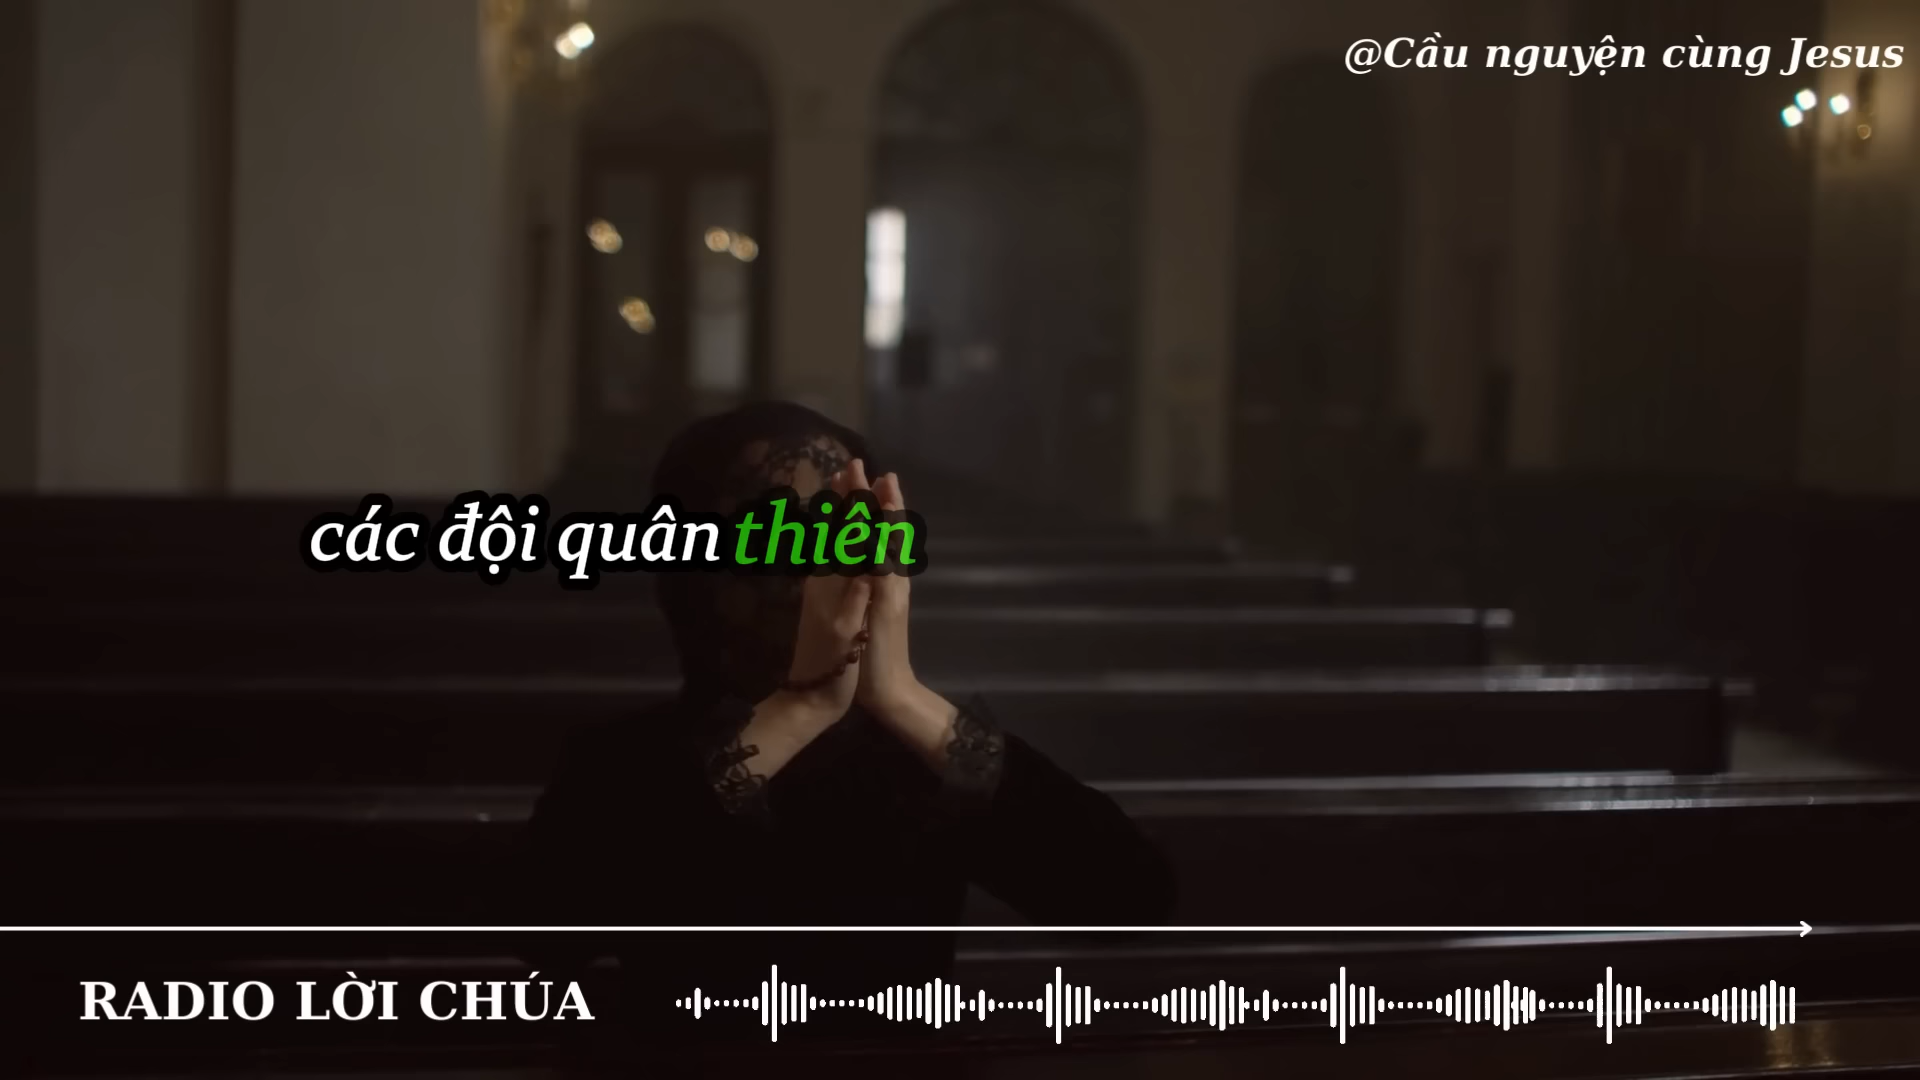 @Cầu nguyện cùng Jesus
các đội quân thiên
RADIO LỜI CHÚA